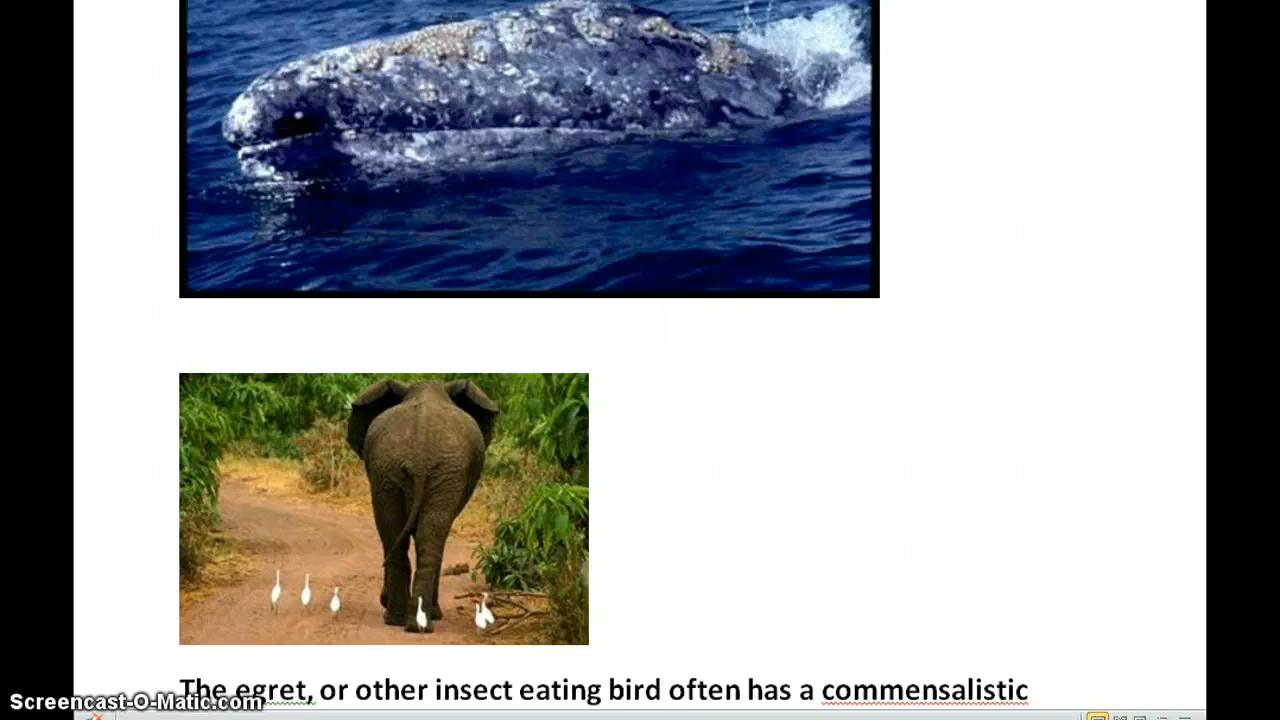 The egret, or other insect eating bird often has a commensalistic
Screencast-O-Matic.com